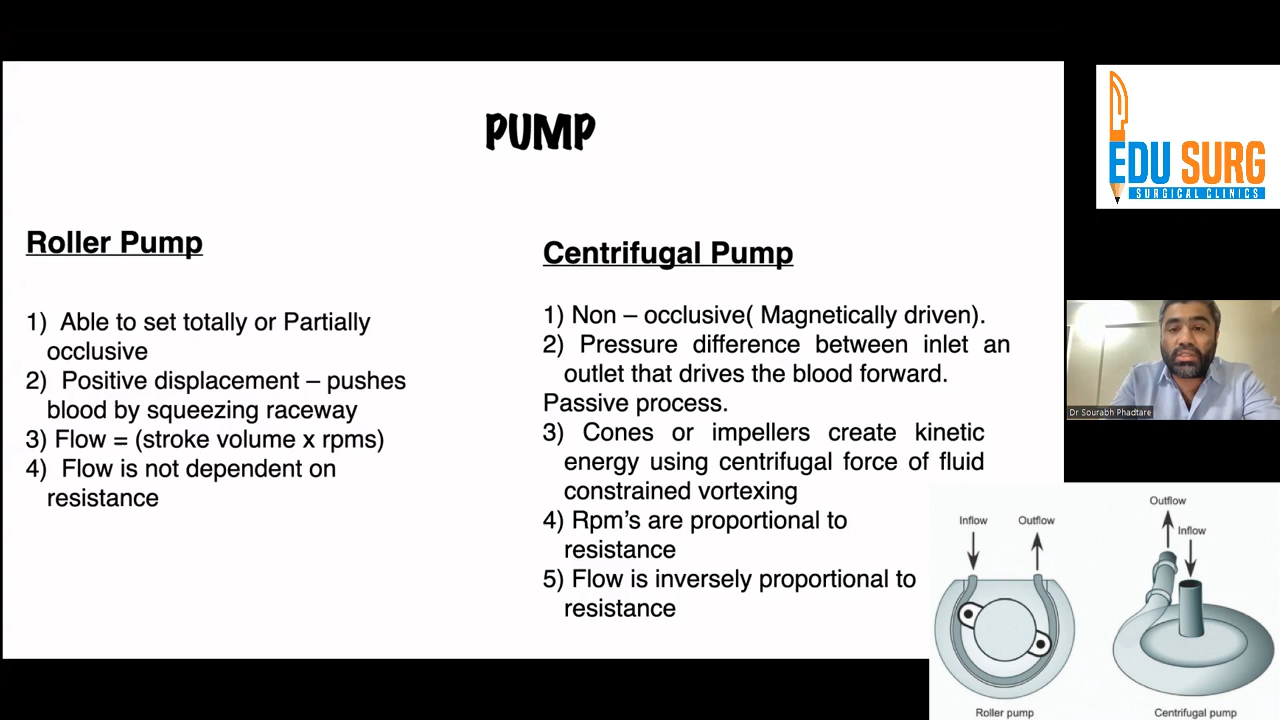 PUMP
Roller Pump
1) Able to set totally or Partially
occlusive
2) Positive displacement – pushes
blood by squeezing raceway
3) Flow = (stroke volume x rpms)
4) Flow is not dependent on
resistance
Centrifugal Pump
1) Non – occlusive( Magnetically driven).
2) Pressure difference between inlet an
outlet that drives the blood forward.
Passive process.
3) Cones or impellers create kinetic
energy using centrifugal force of fluid
constrained vortexing
4) Rpm's are proportional to
resistance
5) Flow is inversely proportional to
resistance
EDU SURG
SURGICAL CLINICS
Dr Sourabh Phadtare
Inflow
Outflow
Roller pump
Outflow
Inflow
Centrifugal pump